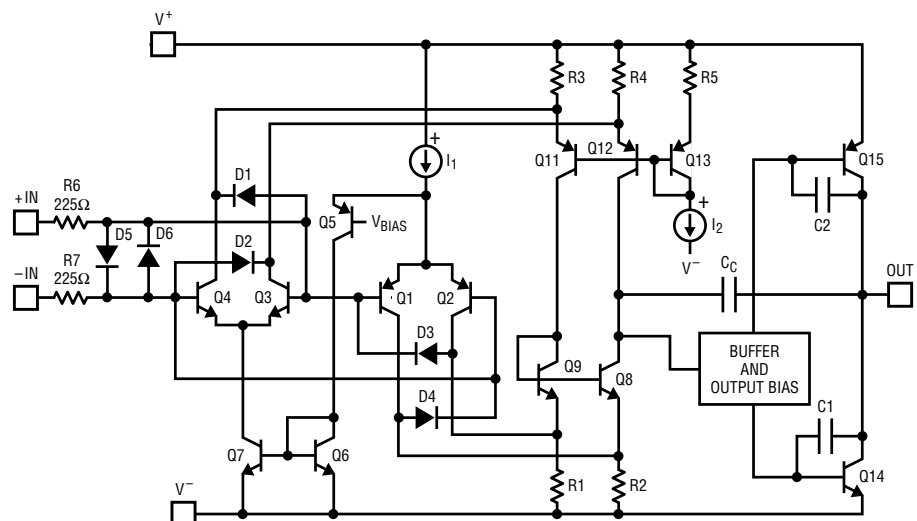 V+
R3
R4
R5
Q11
Q12
Q13
Q15
+
I1
D1
R6
225Ω
+IN
D5
D6
Q5
VBIAS
+
I2
V−
C2
D2
R7
225Ω
−IN
Q4
Q3
Q1
Q2
CC
OUT
D3
BUFFER
AND
OUTPUT BIAS
Q9
Q8
D4
C1
Q7
Q6
R1
R2
Q14
V−